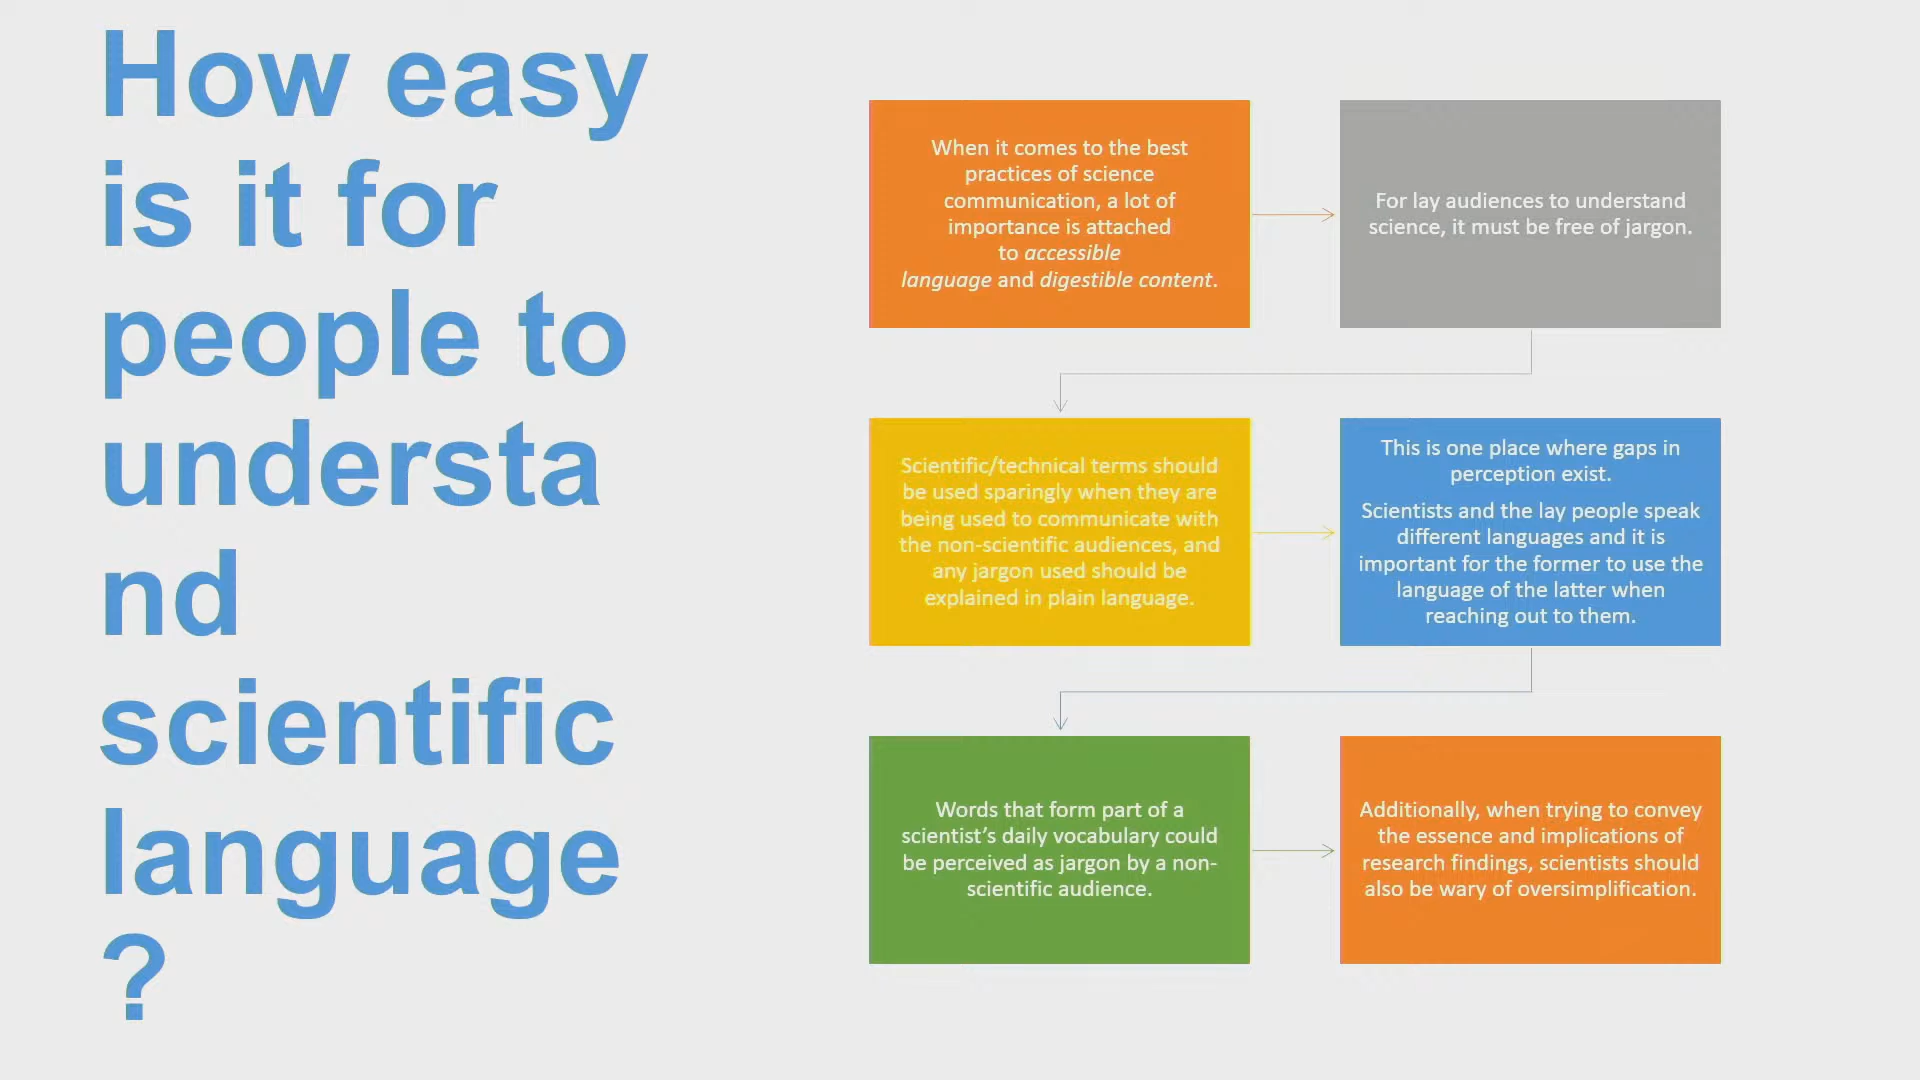 How easy
is it for
people to
understa
nd
scientific
language
?
When it comes to the best
practices of science
communication, a lot of
importance is attached
to accessible
language and digestible content.
For lay audiences to understand
science, it must be free of jargon.
Scientific/technical terms should
be used sparingly when they are
being used to communicate with
the non-scientific audiences, and
any jargon used should be
explained in plain language.
This is one place where gaps in
perception exist.
Scientists and the lay people speak
different languages and it is
important for the former to use the
language of the latter when
reaching out to them.
Words that form part of a
scientist’s daily vocabulary could
be perceived as jargon by a non-
scientific audience.
Additionally, when trying to convey
the essence and implications of
research findings, scientists should
also be wary of oversimplification.